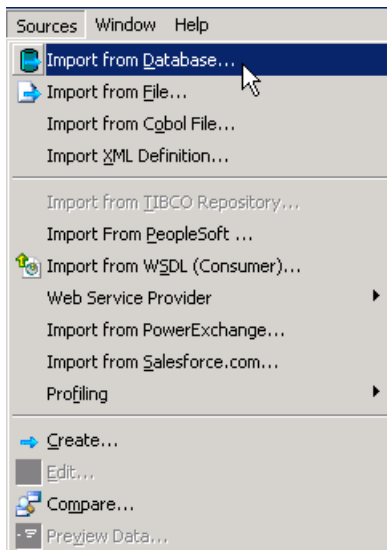 Sources Window Help
Import from Database...
Import from File...
Import from Cobol File...
Import XML Definition...
Import from TIBCO Repository...
Import From PeopleSoft ...
Import from WSDL (Consumer)...
Web Service Provider
Import from PowerExchange...
Import from Salesforce.com...
Profiling
Create...
Edit...
Compare...
Preview Data...